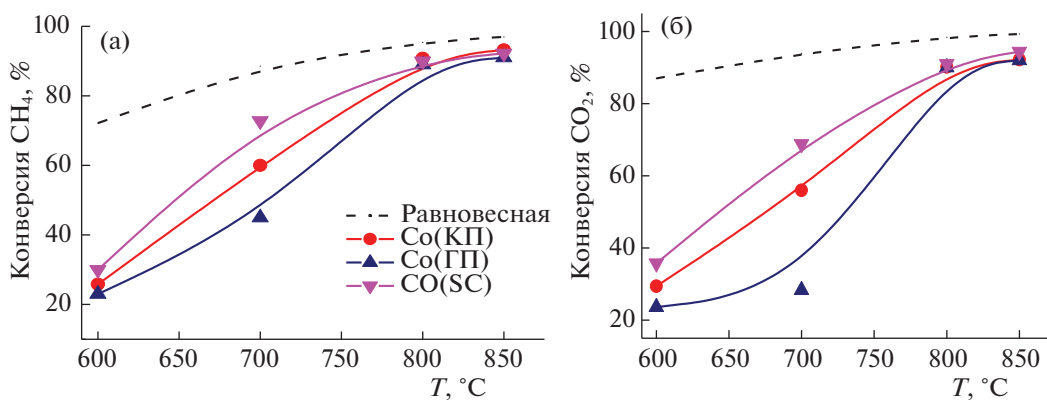 (а)
Конверсия CH4, %
100
80
60
40
20
600 650 700 750 800 850
T, °C
Равновесная
Co(КП)
Co(ГП)
CO(SC)
(б)
Конверсия CO2, %
100
80
60
40
20
600 650 700 750 800 850
T, °C